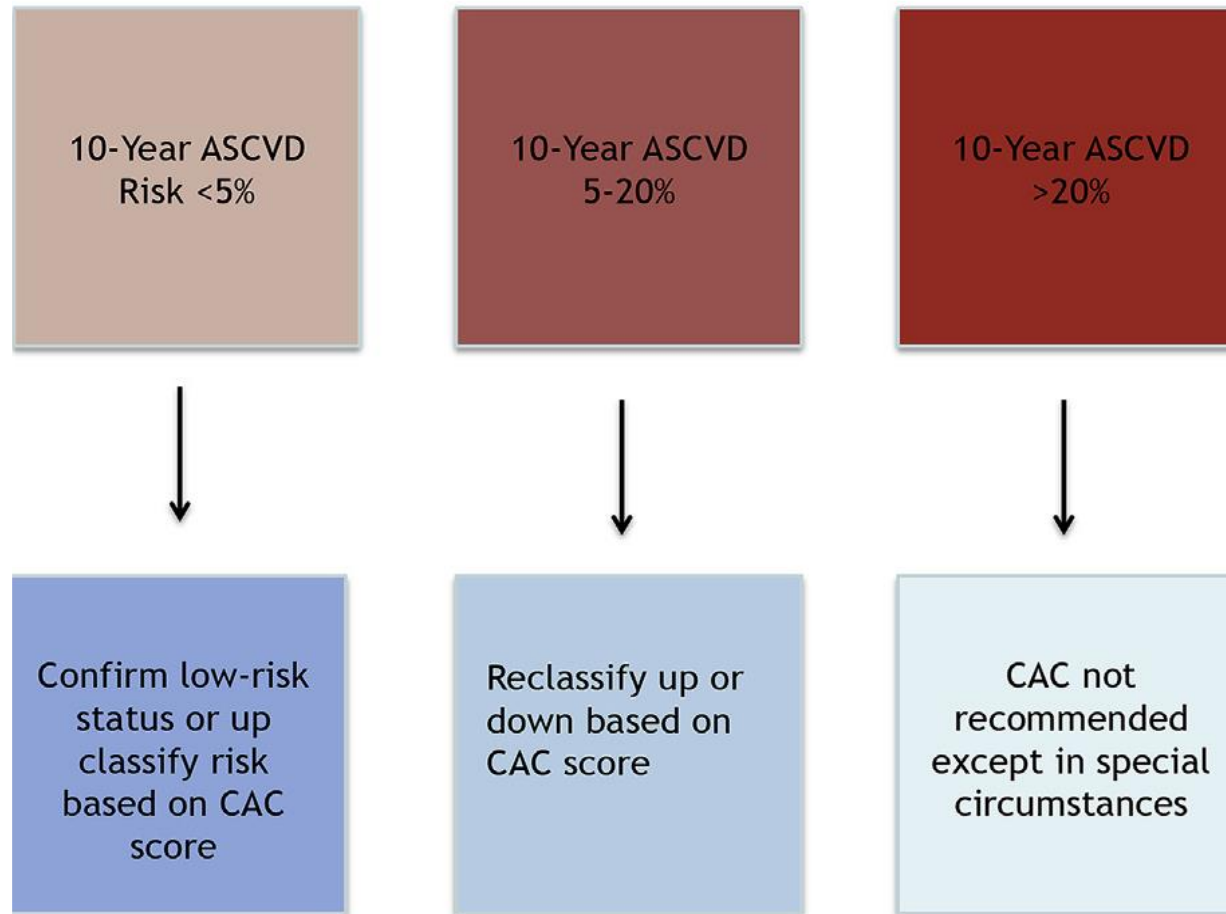 10-Year ASCVD
Risk <5%
10-Year ASCVD
5-20%
10-Year ASCVD
>20%
Confirm low-risk
status or up
classify risk
based on CAC
score
Reclassify up or
down based on
CAC score
CAC not
recommended
except in special
circumstances